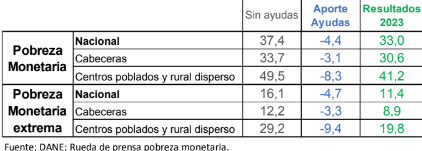 Sin ayudas Aporte Ayudas Resultados 2023
Pobreza Monetaria
Nacional 37,4 -4,4 33,0
Cabeceras 33,7 -3,1 30,6
Centros poblados y rural disperso 49,5 -8,3 41,2
Pobreza Monetaria extrema
Nacional 16,1 -4,7 11,4
Cabeceras 12,2 -3,3 8,9
Centros poblados y rural disperso 29,2 -9,4 19,8
Fuente: DANE; Rueda de prensa pobreza monetaria.